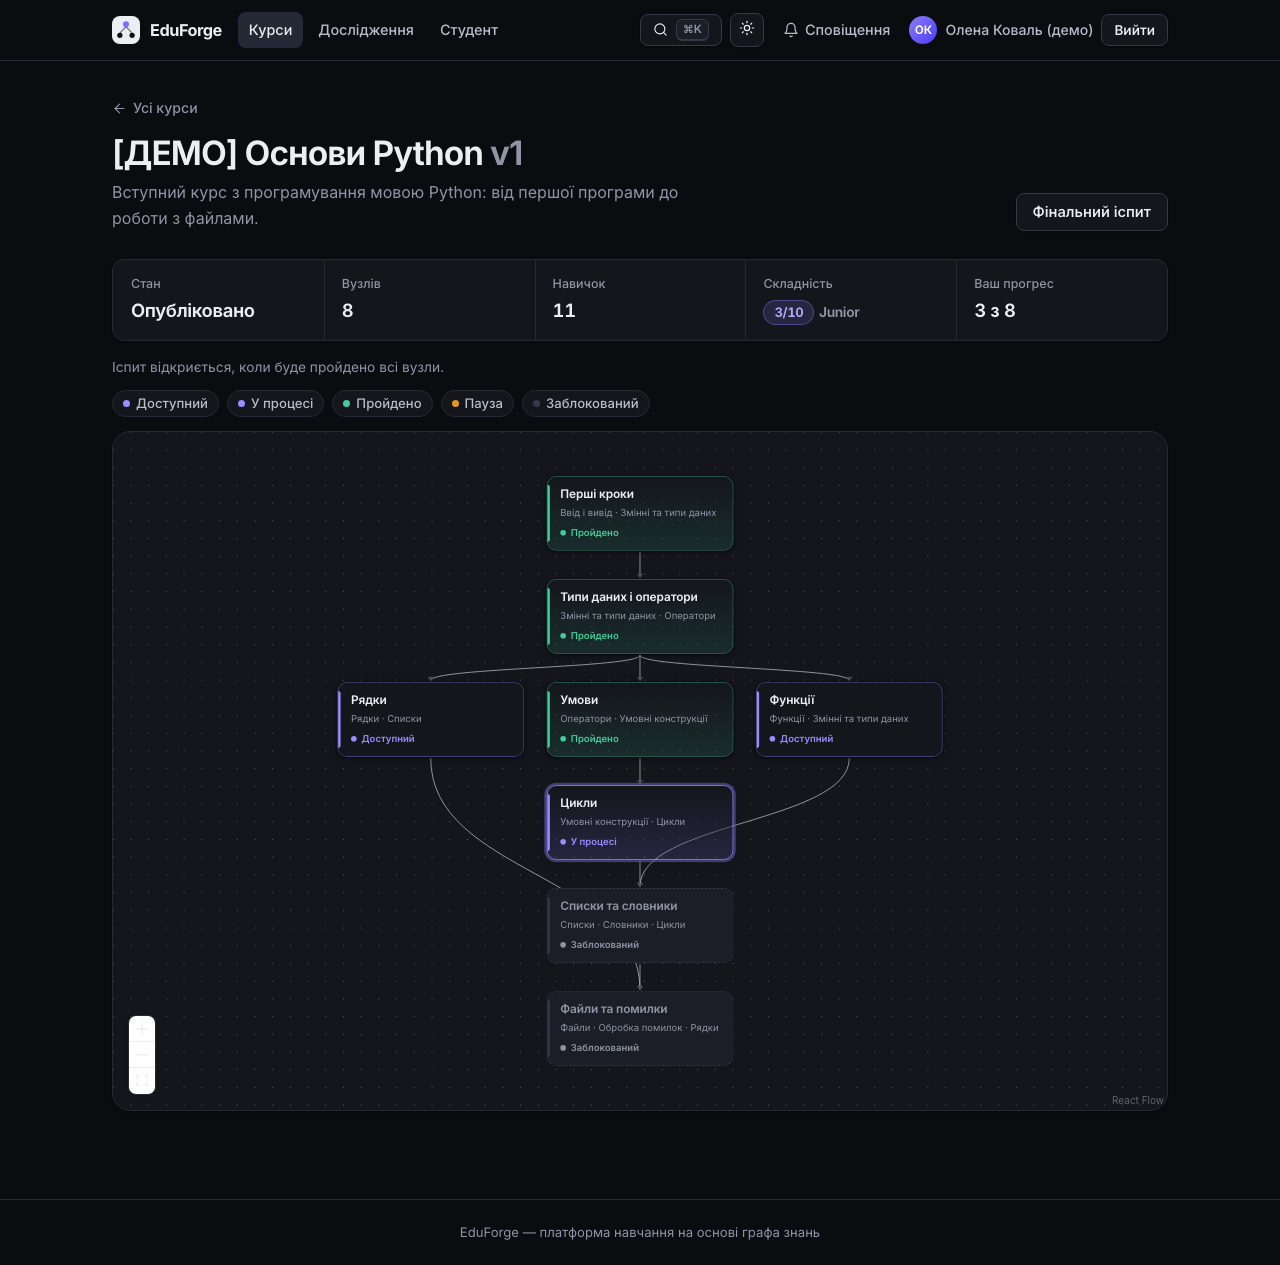 EduForge
Курси
Дослідження
Студент
⌘K
Сповіщення
ОК
Олена Коваль (демо)
Вийти
← Усі курси
[ДЕМО] Основи Python v1
Вступний курс з програмування мовою Python: від першої програми до
роботи з файлами.
Фінальний іспит
Стан
Опубліковано
Вузлів
8
Навичок
11
Складність
3/10 Junior
Ваш прогрес
3 з 8
Іспит відкриється, коли буде пройдено всі вузли.
Доступний
У процесі
Пройдено
Пауза
Заблокований
Перші кроки
Ввід і вивід · Змінні та типи даних
Пройдено
Типи даних і оператори
Змінні та типи даних · Оператори
Пройдено
Рядки
Рядки · Списки
Доступний
Умови
Оператори · Умовні конструкції
Пройдено
Функції
Функції · Змінні та типи даних
Доступний
Цикли
Умовні конструкції · Цикли
У процесі
Списки та словники
Списки · Словники · Цикли
Заблокований
Файли та помилки
Файли · Обробка помилок · Рядки
Заблокований
React Flow
EduForge — платформа навчання на основі графа знань